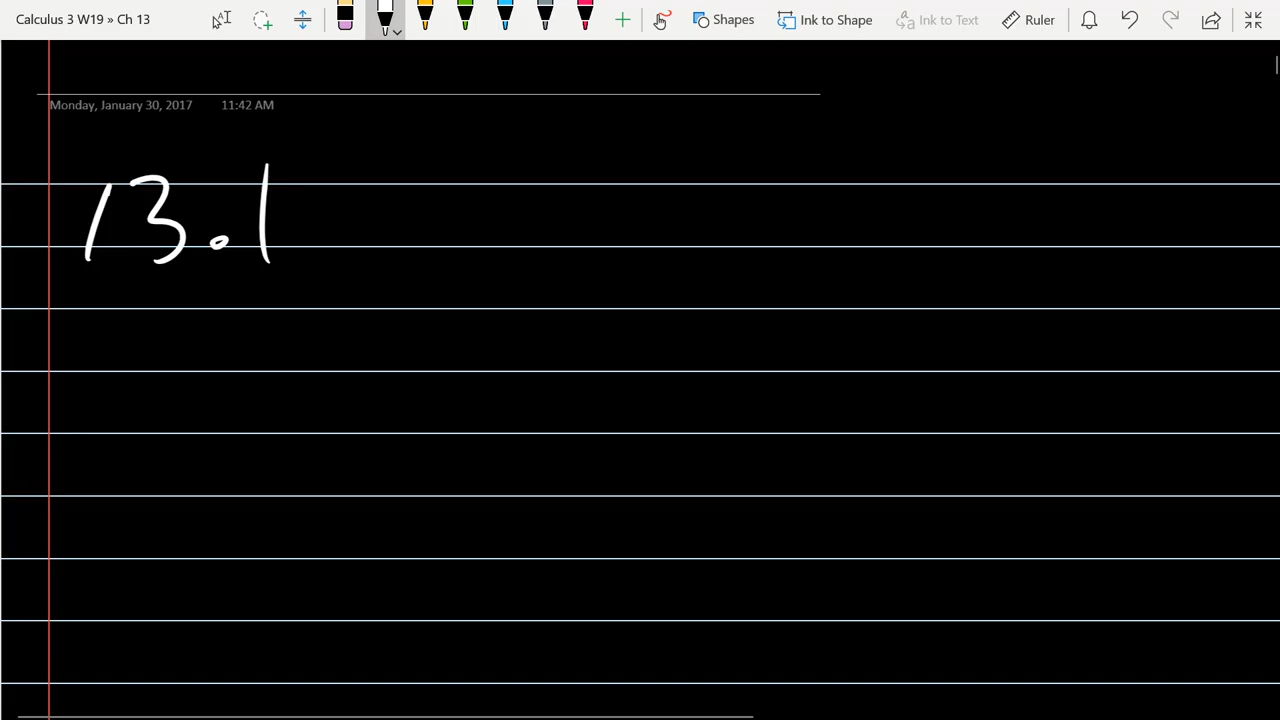 Calculus 3 W19 » Ch 13
Shapes
Ink to Shape
Ink to Text
Ruler
Monday, January 30, 2017 11:42 AM
13.1